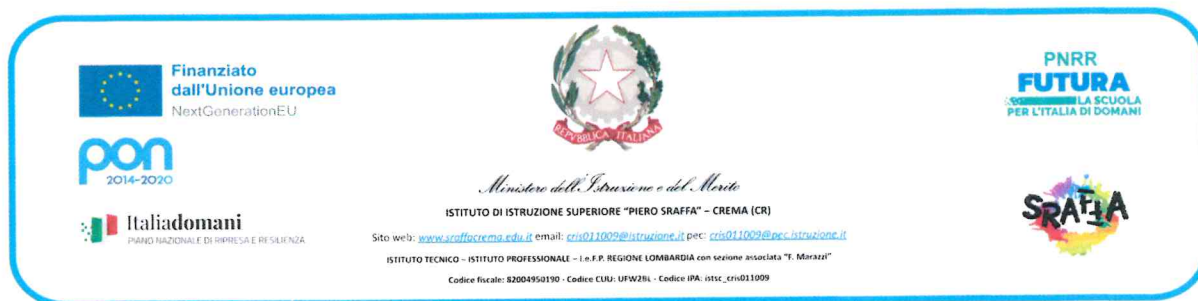 Finanziato
dall'Unione europea
NextGenerationEU
pon
2014-2020
Italiadomani
PIANO NAZIONALE DI RIPRESA E RESILIENZA
REPVBBLICA ITALIANA
Ministero dell'Istruzione e del Merito
ISTITUTO DI ISTRUZIONE SUPERIORE "PIERO SRAFFA" – CREMA (CR)
Sito web: www.sraffacrema.edu.it email: cris011009@istruzione.it pec: cris011009@pec.istruzione.it
ISTITUTO TECNICO – ISTITUTO PROFESSIONALE – I.e.F.P. REGIONE LOMBARDIA con sezione associata "F. Marazzi"
Codice fiscale: 82004950190 - Codice CUU: - Codice IPA: istsc_cris011009
PNRR
FUTURA
LA SCUOLA
PER L'ITALIA DI DOMANI
SRAFFA